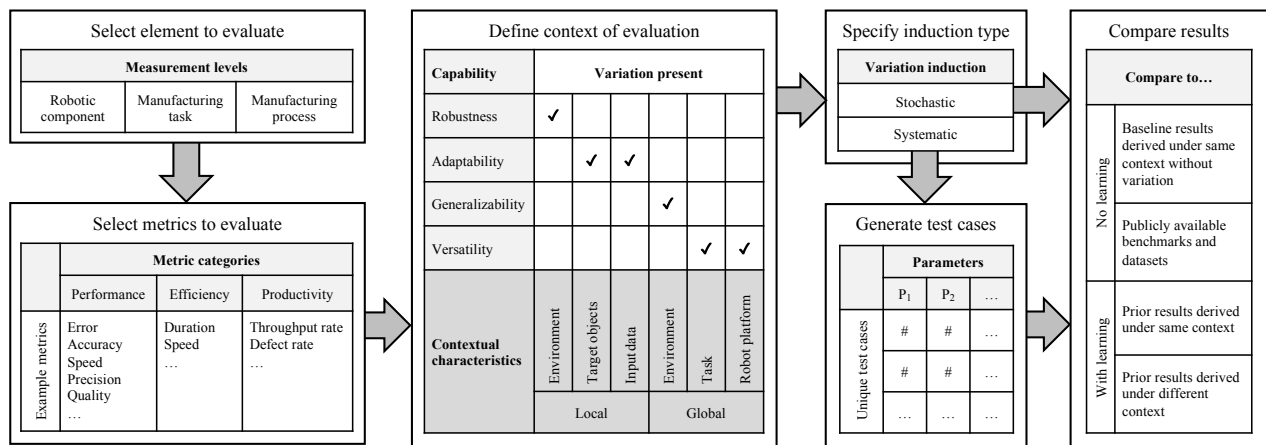 Select element to evaluate
Measurement levels
Robotic component
Manufacturing task
Manufacturing process
Select metrics to evaluate
Metric categories
Performance Efficiency Productivity
Example metrics
Error
Accuracy
Speed
Precision
Quality
…
Duration
Speed
…
Throughput rate
Defect rate
…
Define context of evaluation
Capability Variation present
Robustness ✓
Adaptability ✓ ✓
Generalizability ✓
Versatility ✓ ✓
Contextual
characteristics
Environment
Target objects
Input data
Environment
Task
Robot platform
Local Global
Specify induction type
Variation induction
Stochastic
Systematic
Generate test cases
Parameters
P₁ P₂ …
Unique test cases
# # …
# # …
… … …
Compare results
Compare to…
No learning
Baseline results
derived under same
context without
variation
Publicly available
benchmarks and
datasets
With learning
Prior results derived
under same context
Prior results derived
under different
context